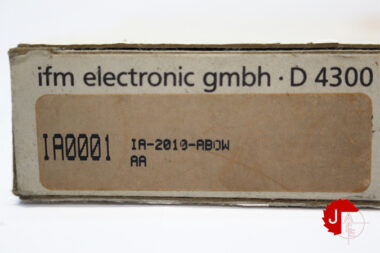 ifm electronic gmbh · D 4300
IA0001 IA-2010-ABOW
AA
J